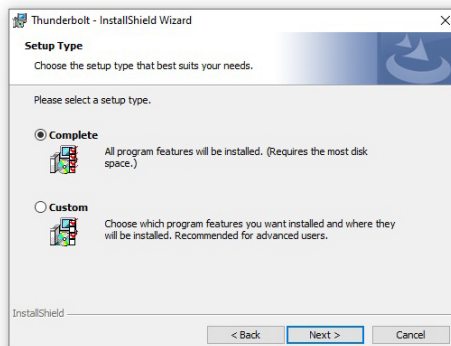 Thunderbolt - InstallShield Wizard
Setup Type
Choose the setup type that best suits your needs.
Please select a setup type.
Complete
All program features will be installed. (Requires the most disk
space.)
Custom
Choose which program features you want installed and where they
will be installed. Recommended for advanced users.
InstallShield
< Back Next > Cancel